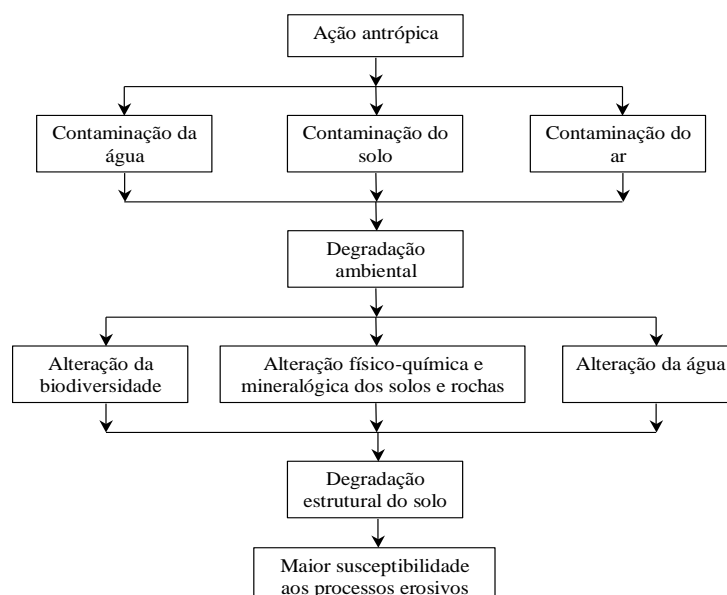 Ação antrópica
Contaminação da
água
Contaminação do
solo
Contaminação do
ar
Degradação
ambiental
Alteração da
biodiversidade
Alteração físico-química e
mineralógica dos solos e rochas
Alteração da água
Degradação
estrutural do solo
Maior susceptibilidade
aos processos erosivos